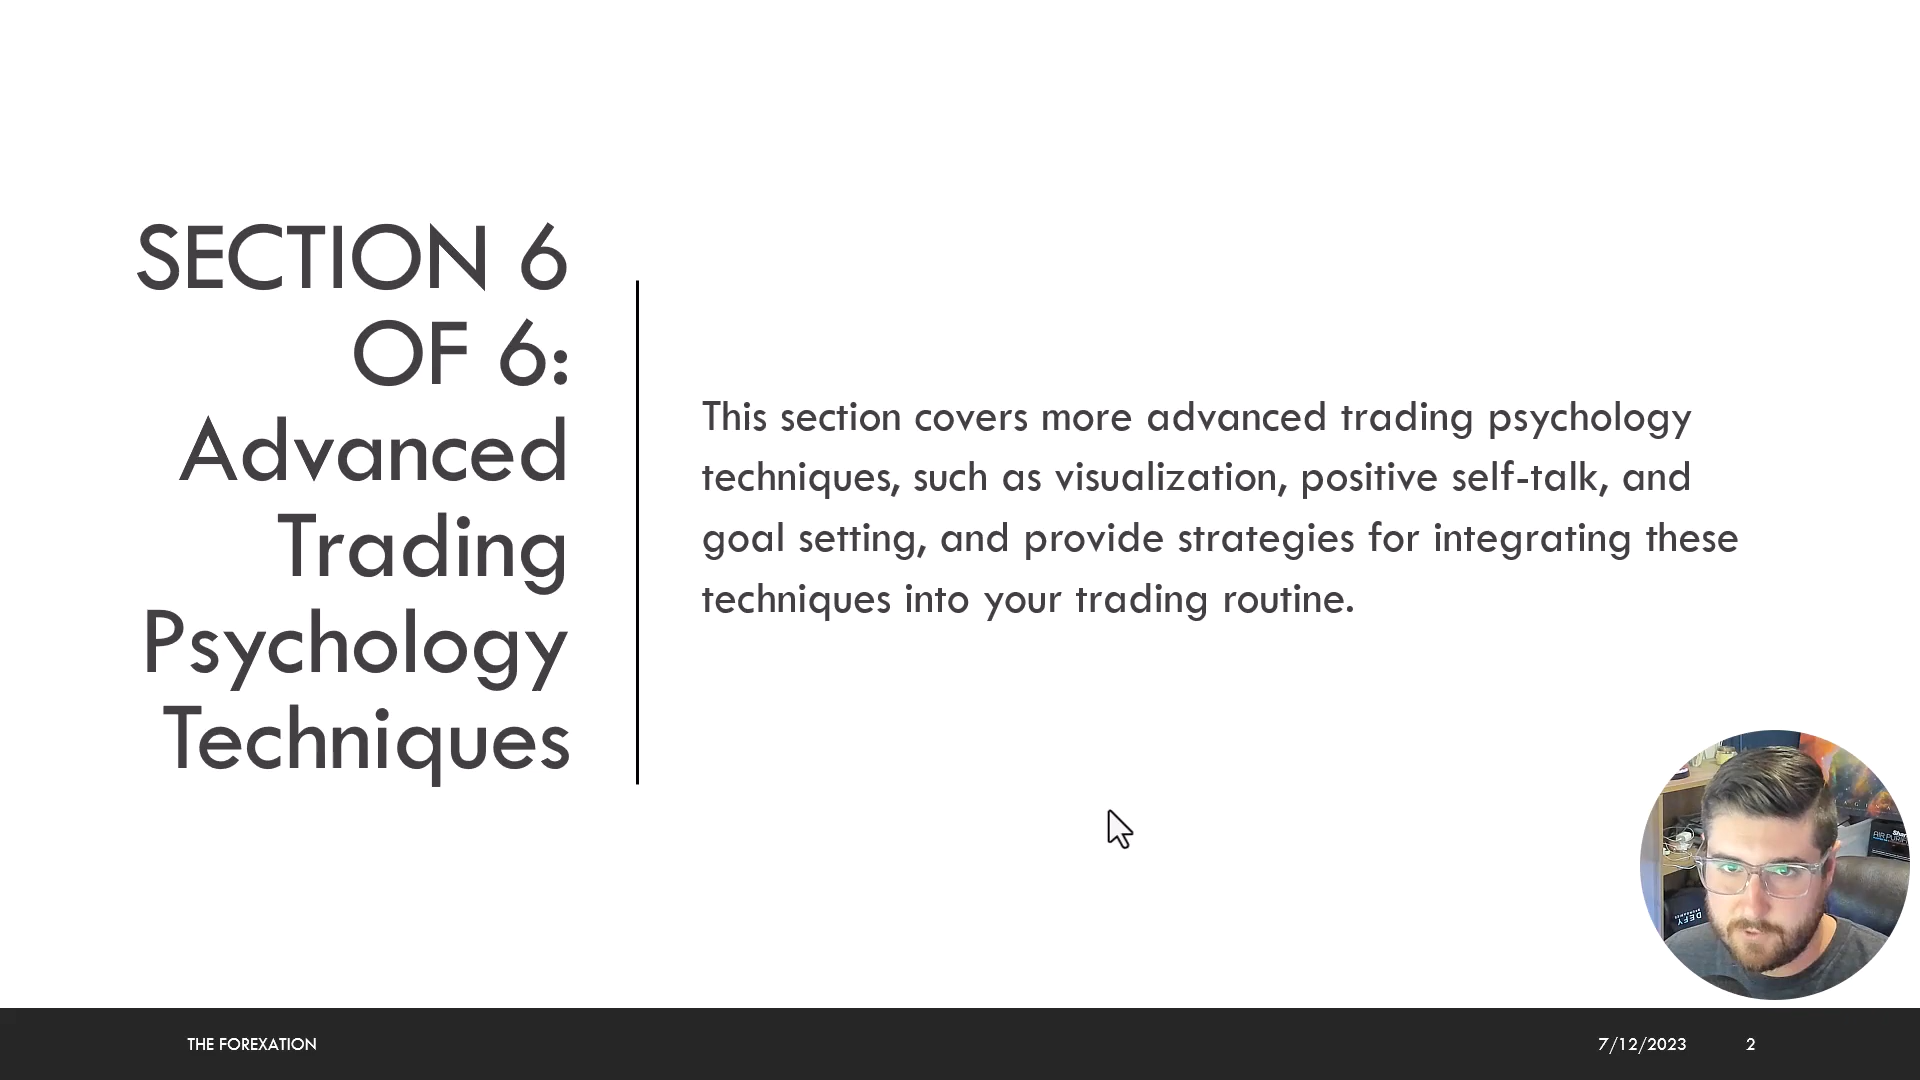 SECTION 6
OF 6:
Advanced
Trading
Psychology
Techniques
This section covers more advanced trading psychology
techniques, such as visualization, positive self-talk, and
goal setting, and provide strategies for integrating these
techniques into your trading routine.
THE FOREXATION
7/12/2023
2